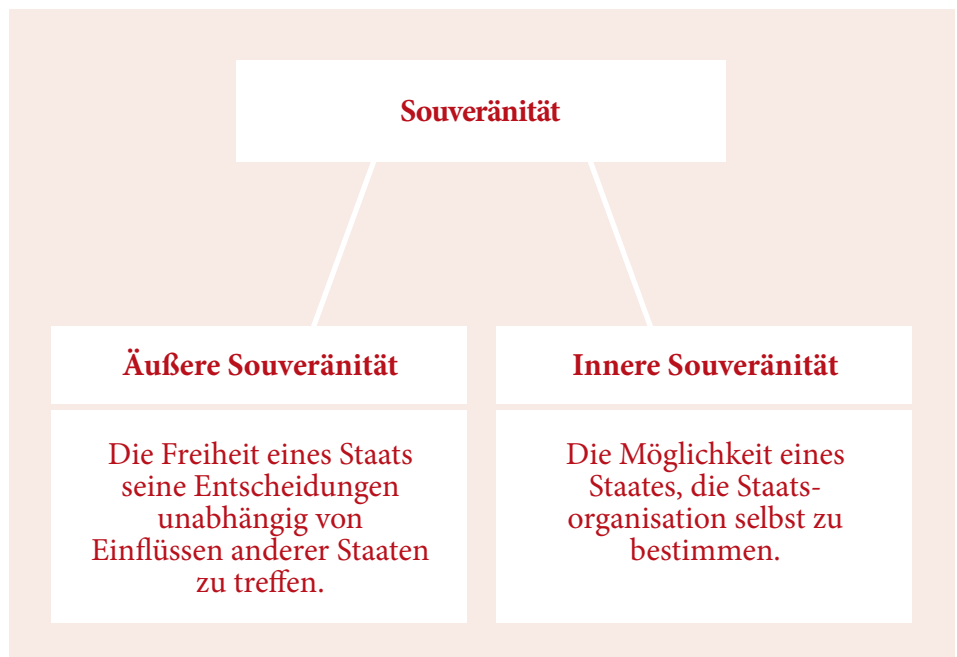 Souveränität
Äußere Souveränität
Die Freiheit eines Staats
seine Entscheidungen
unabhängig von
Einflüssen anderer Staaten
zu treffen.
Innere Souveränität
Die Möglichkeit eines
Staates, die Staats-
organisation selbst zu
bestimmen.